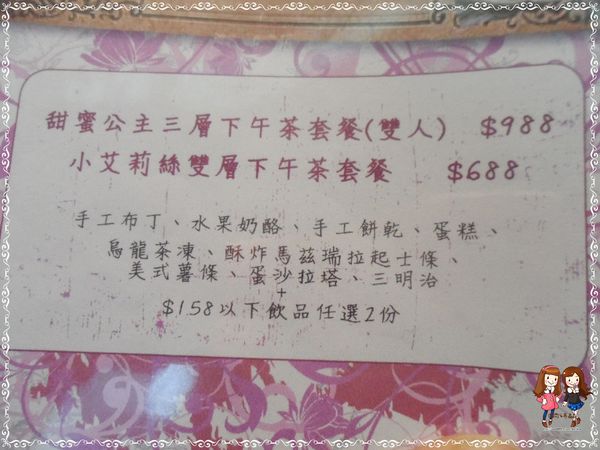 甜蜜公主三層下午茶套餐(雙人) $988
小艾莉絲雙層下午茶套餐 $688
手工布丁、水果奶酪、手工餅乾、蛋糕、
烏龍茶凍、酥炸馬茲瑞拉起士條、
美式薯條、蛋沙拉塔、三明治
+
$158以下飲品任選2份